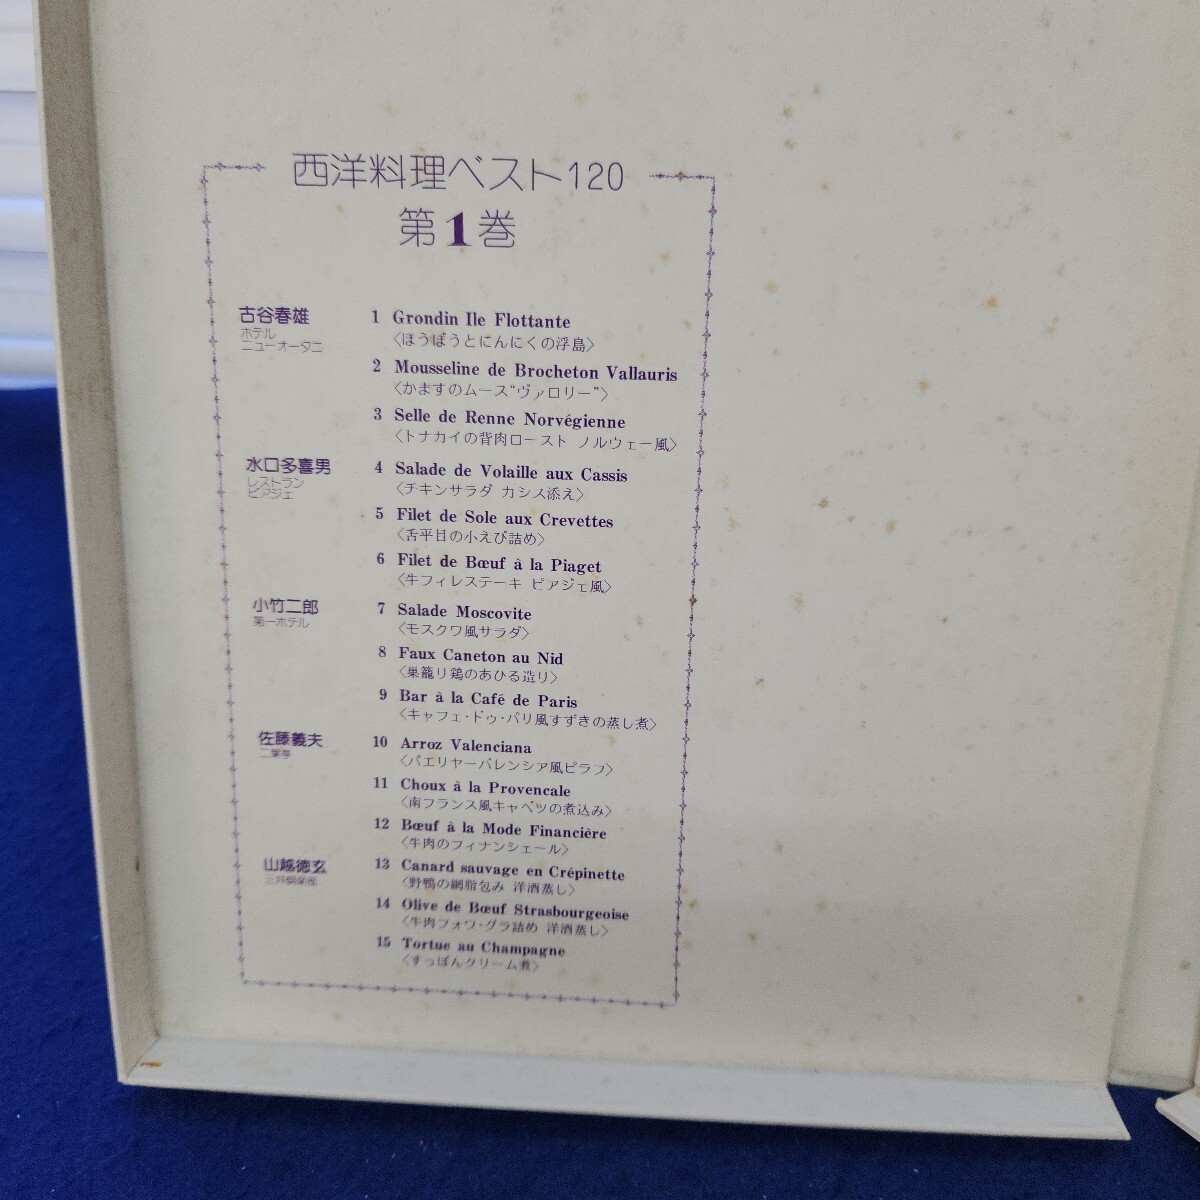 西洋料理ベスト120
第1巻
古谷春雄
ホテル
ニューオータニ
1 Grondin Ile Flottante
〈ほうぼうとにんにくの浮島〉
2 Mousseline de Brocheton Vallauris
〈かますのムース“ヴァロリー”〉
3 Selle de Renne Norvégienne
〈トナカイの背肉ロースト ノルウェー風〉
水口多喜男
レストラン
ピアジェ
4 Salade de Volaille aux Cassis
〈チキンサラダ カシス添え〉
5 Filet de Sole aux Crevettes
〈舌平目の小えび詰め〉
6 Filet de Bœuf à la Piaget
〈牛フィレステーキ ピアジェ風〉
小竹二郎
第一ホテル
7 Salade Moscovite
〈モスクワ風サラダ〉
8 Faux Caneton au Nid
〈巣籠り鶏のあひる造り〉
9 Bar à la Café de Paris
〈キャフェ・ドゥ・パリ風すずきの蒸し煮〉
佐藤義夫
二葉亭
10 Arroz Valenciana
〈パエリヤーバレンシア風ピラフ〉
11 Choux à la Provencale
〈南フランス風キャベツの煮込み〉
12 Bœuf à la Mode Financière
〈牛肉のフィナンシェール〉
山越徳玄
三井倶楽部
13 Canard sauvage en Crépinette
〈野鴨の網脂包み 洋酒蒸し〉
14 Olive de Bœuf Strasbourgeoise
〈牛肉フォワ・グラ詰め 洋酒蒸し〉
15 Tortue au Champagne
〈すっぽんクリーム煮〉